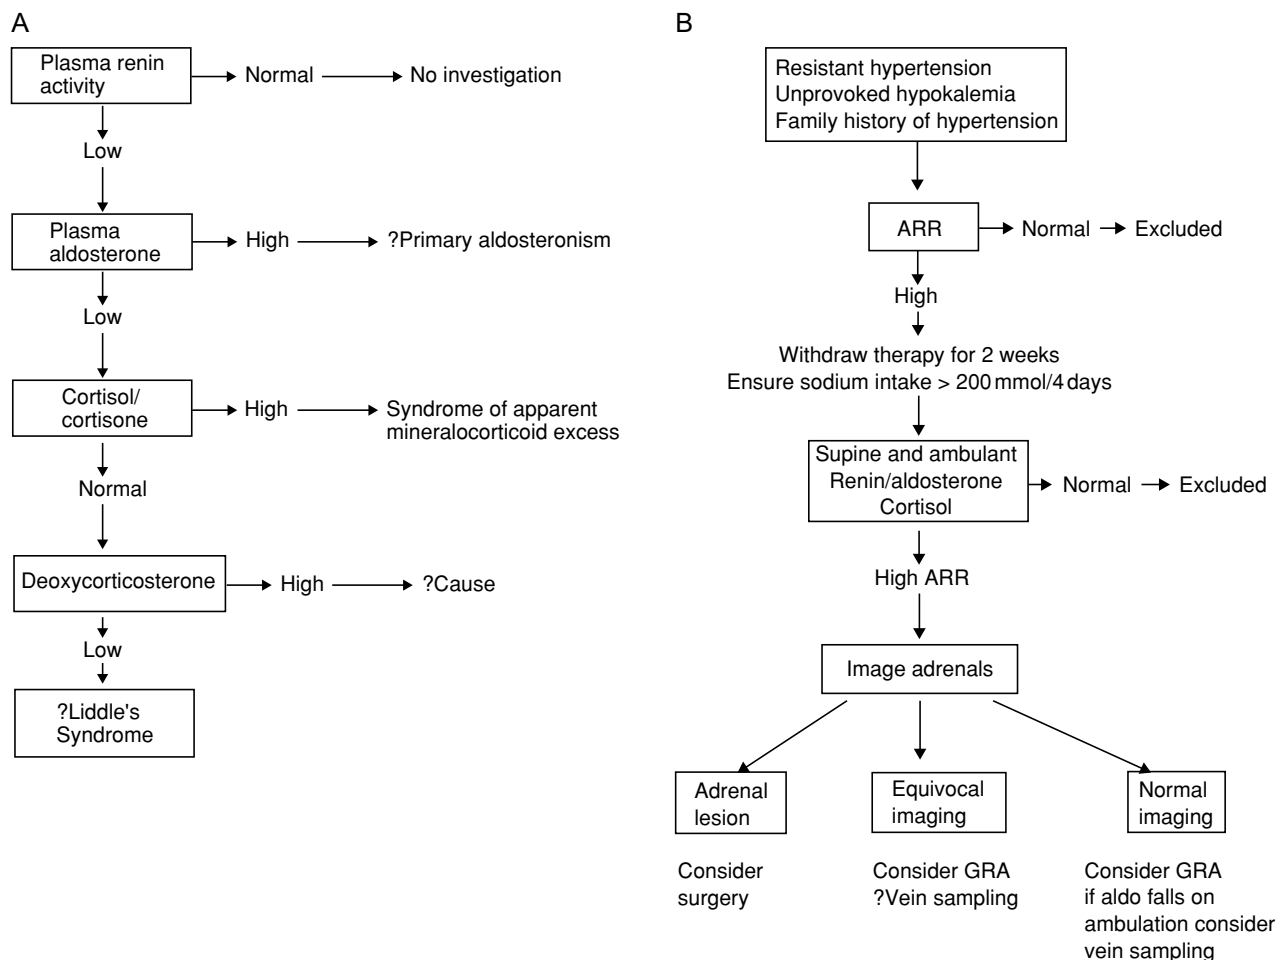 A
Plasma renin
activity
Normal
No investigation
Low
Plasma
aldosterone
High
?Primary aldosteronism
Low
Cortisol/
cortisone
High
Syndrome of apparent
mineralocorticoid excess
Normal
Deoxycorticosterone
High
?Cause
Low
?Liddle's
Syndrome
B
Resistant hypertension
Unprovoked hypokalemia
Family history of hypertension
ARR
Normal
Excluded
High
Withdraw therapy for 2 weeks
Ensure sodium intake > 200 mmol/4 days
Supine and ambulant
Renin/aldosterone
Cortisol
Normal
Excluded
High ARR
Image adrenals
Adrenal
lesion
Consider
surgery
Equivocal
imaging
Consider GRA
?Vein sampling
Normal
imaging
Consider GRA
if aldo falls on
ambulation consider
vein sampling